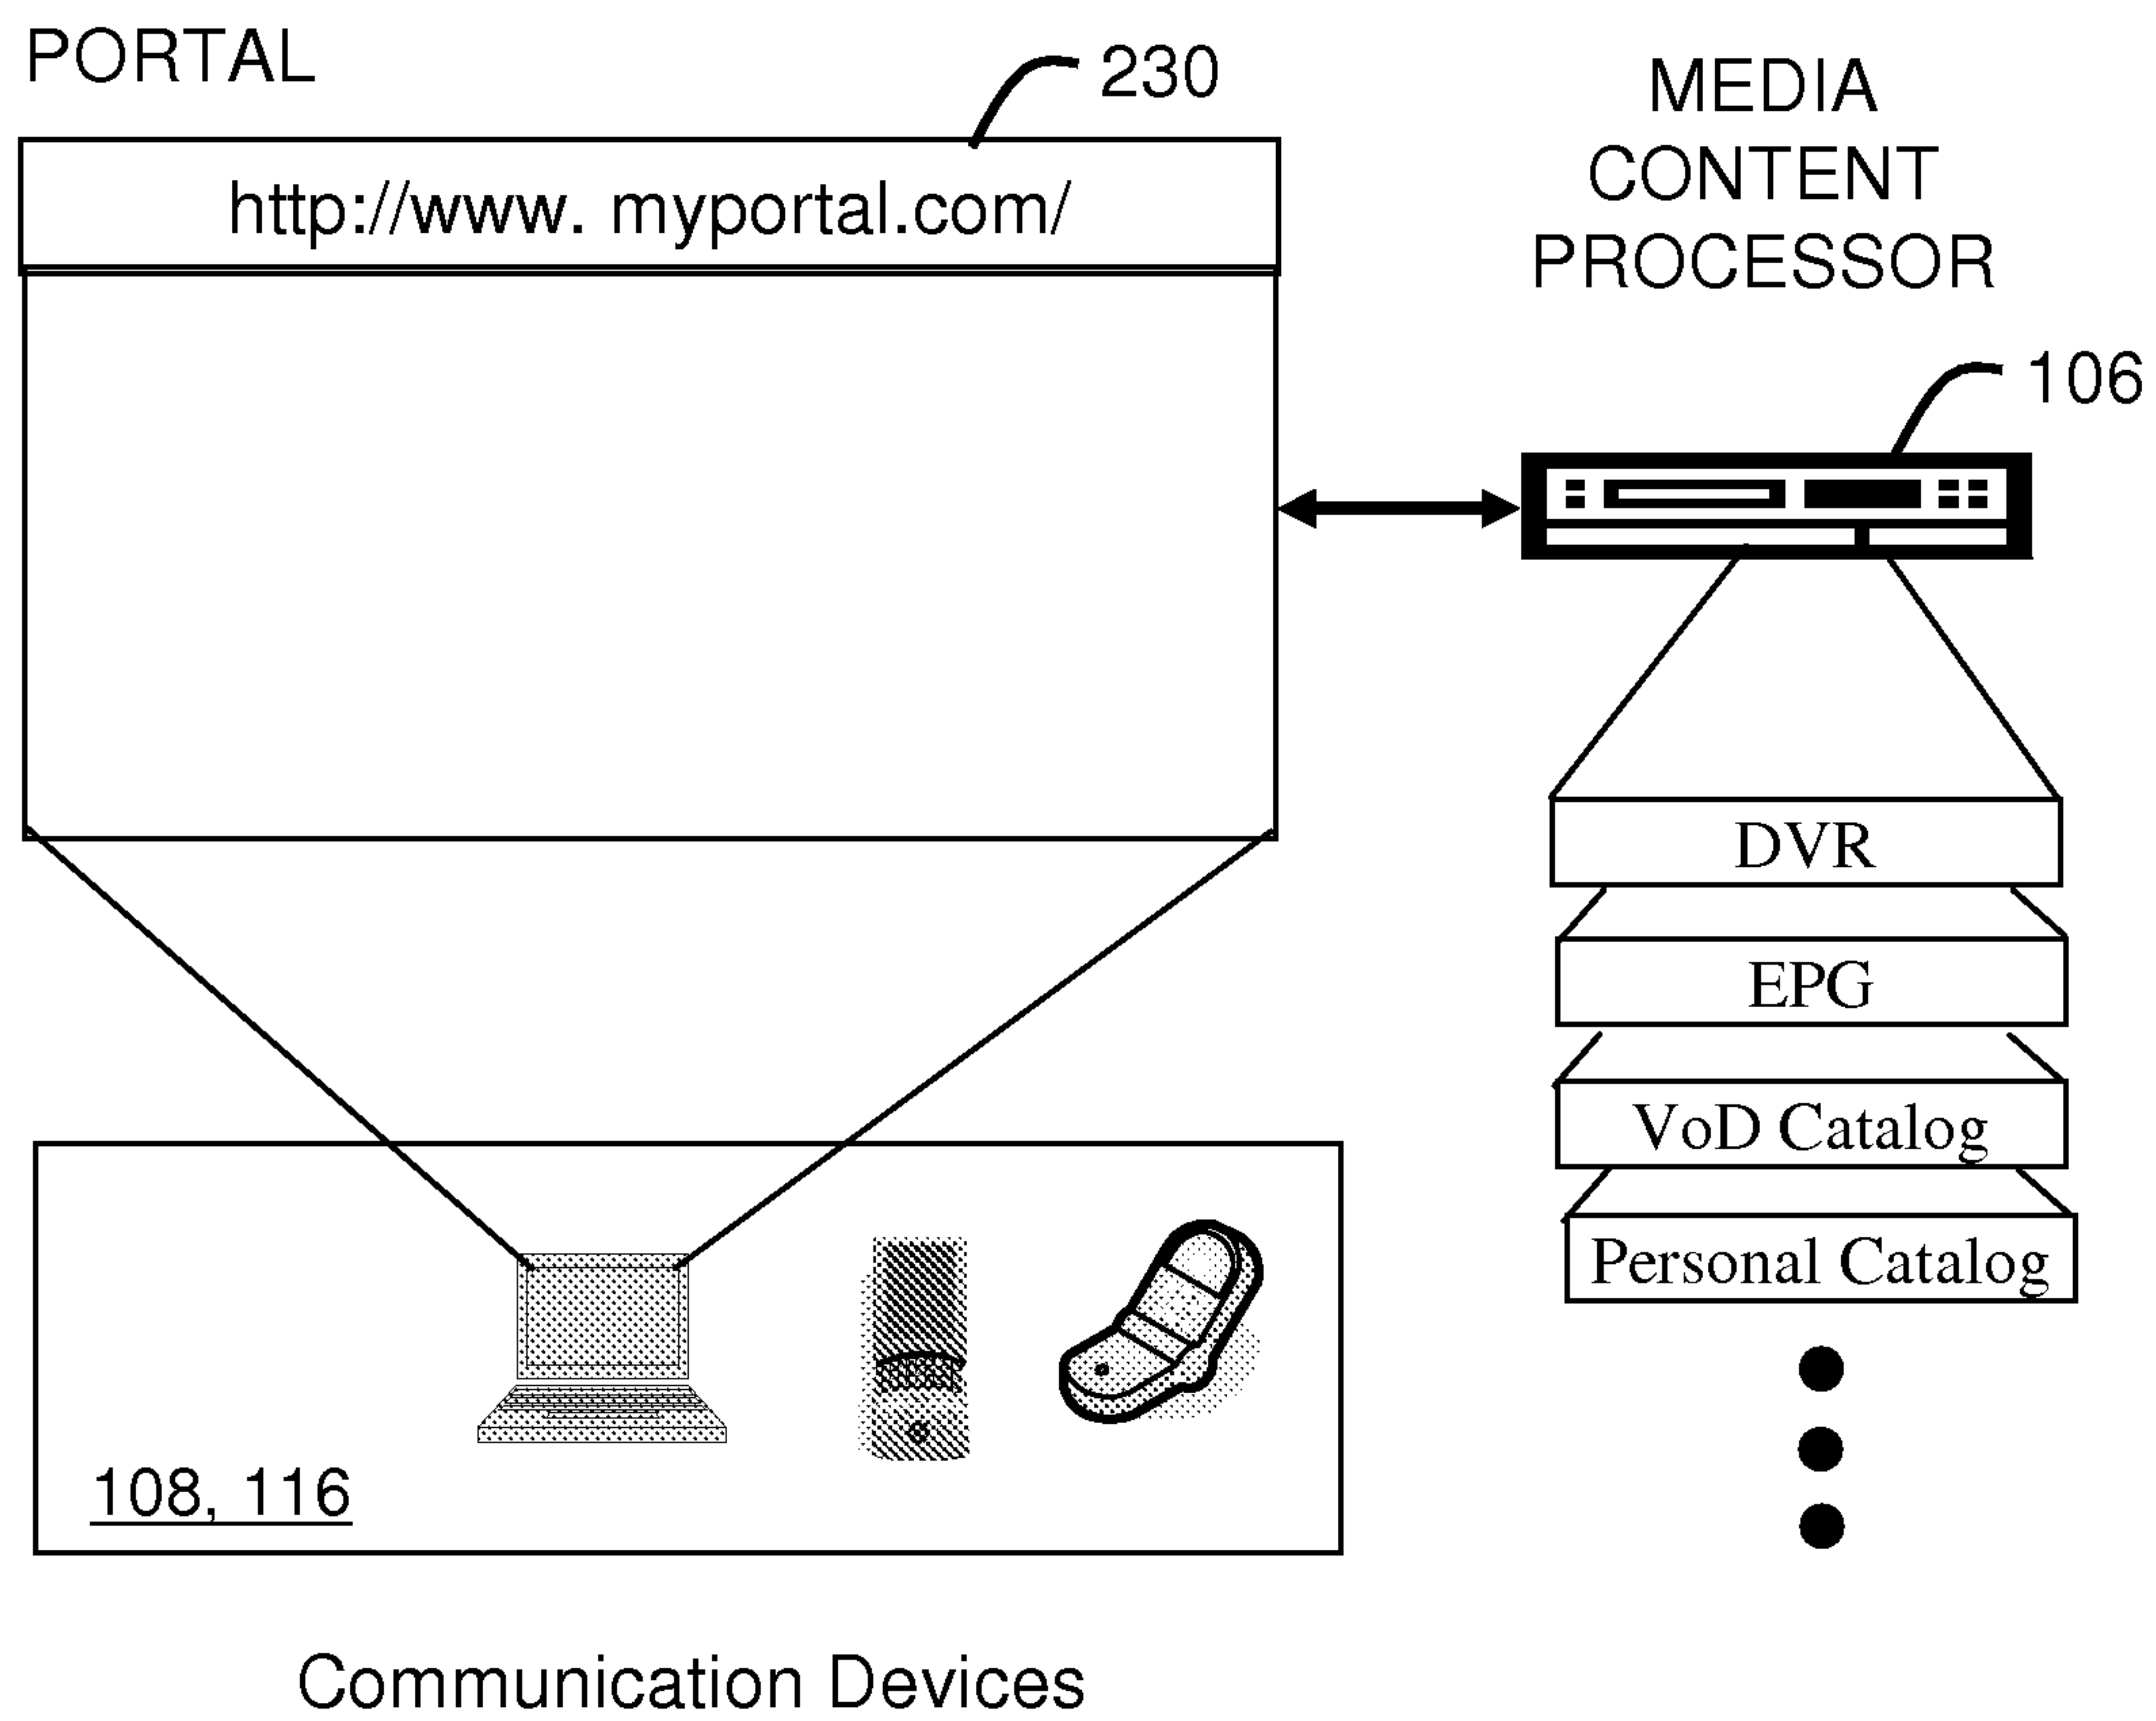 PORTAL
230
http://www. myportal.com/
MEDIA
CONTENT
PROCESSOR
106
DVR
EPG
VoD Catalog
Personal Catalog
108, 116
Communication Devices